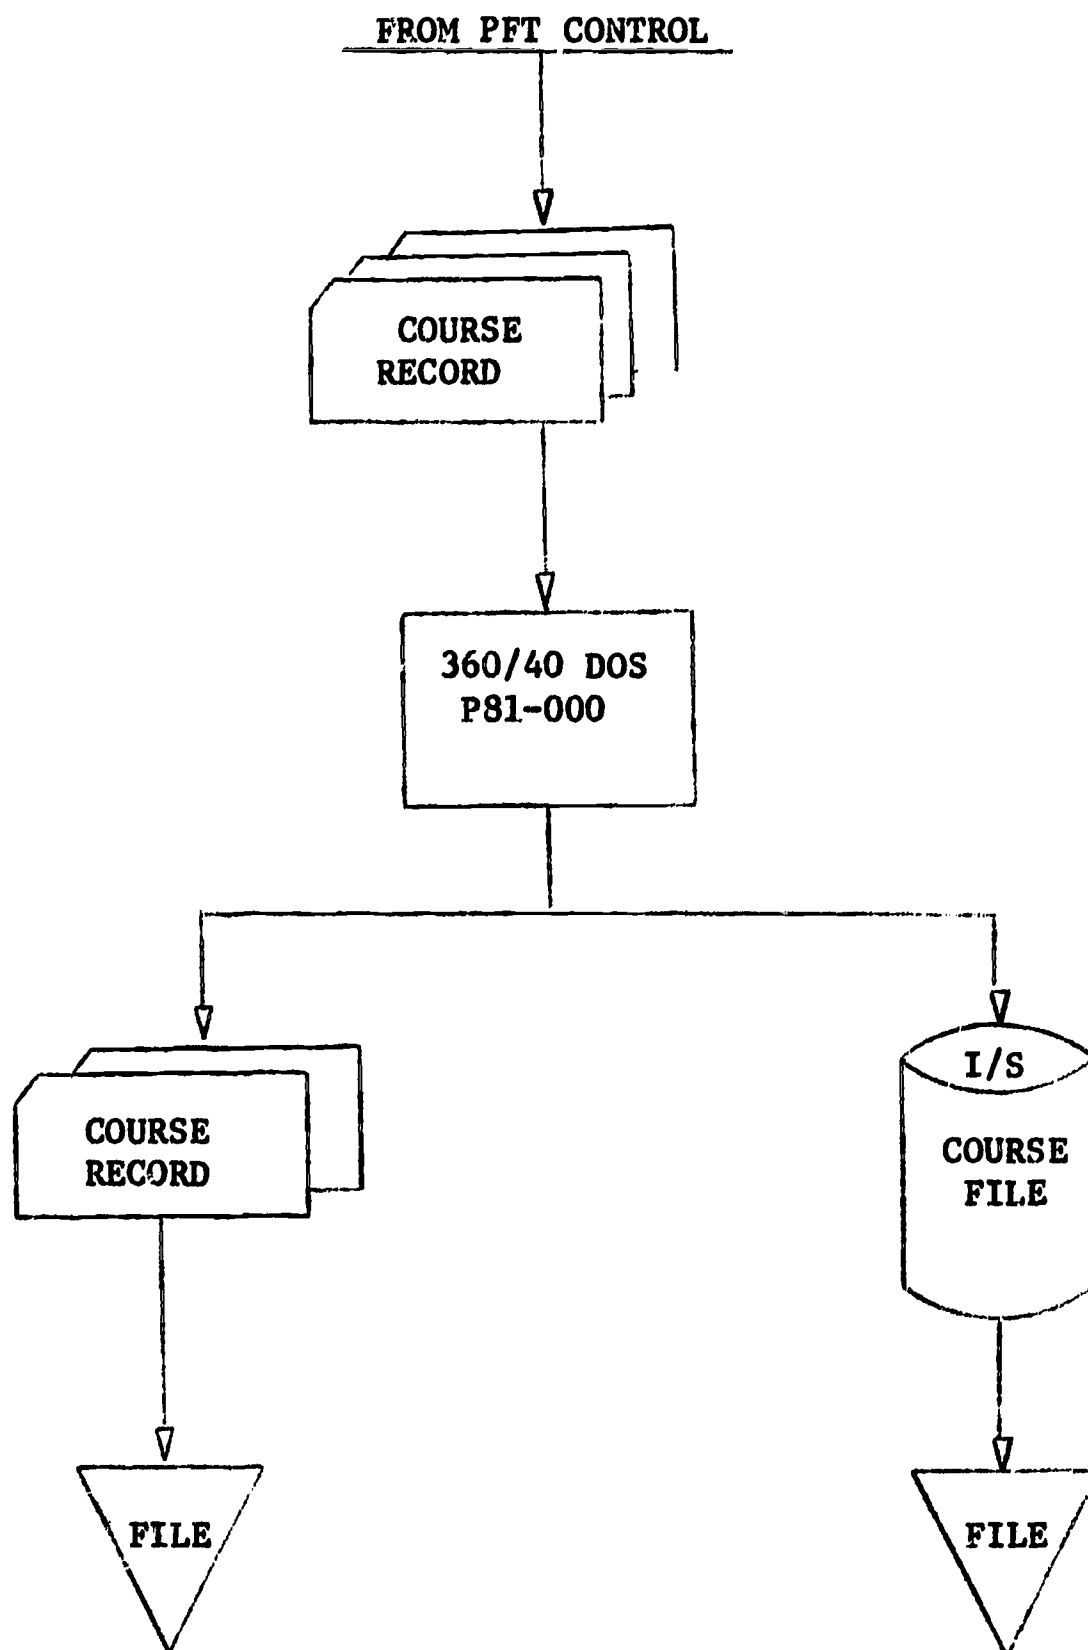 FROM PFT CONTROL
COURSE
RECORD
360/40 DOS
P81-000
COURSE
RECORD
I/S
COURSE
FILE
FILE
FILE